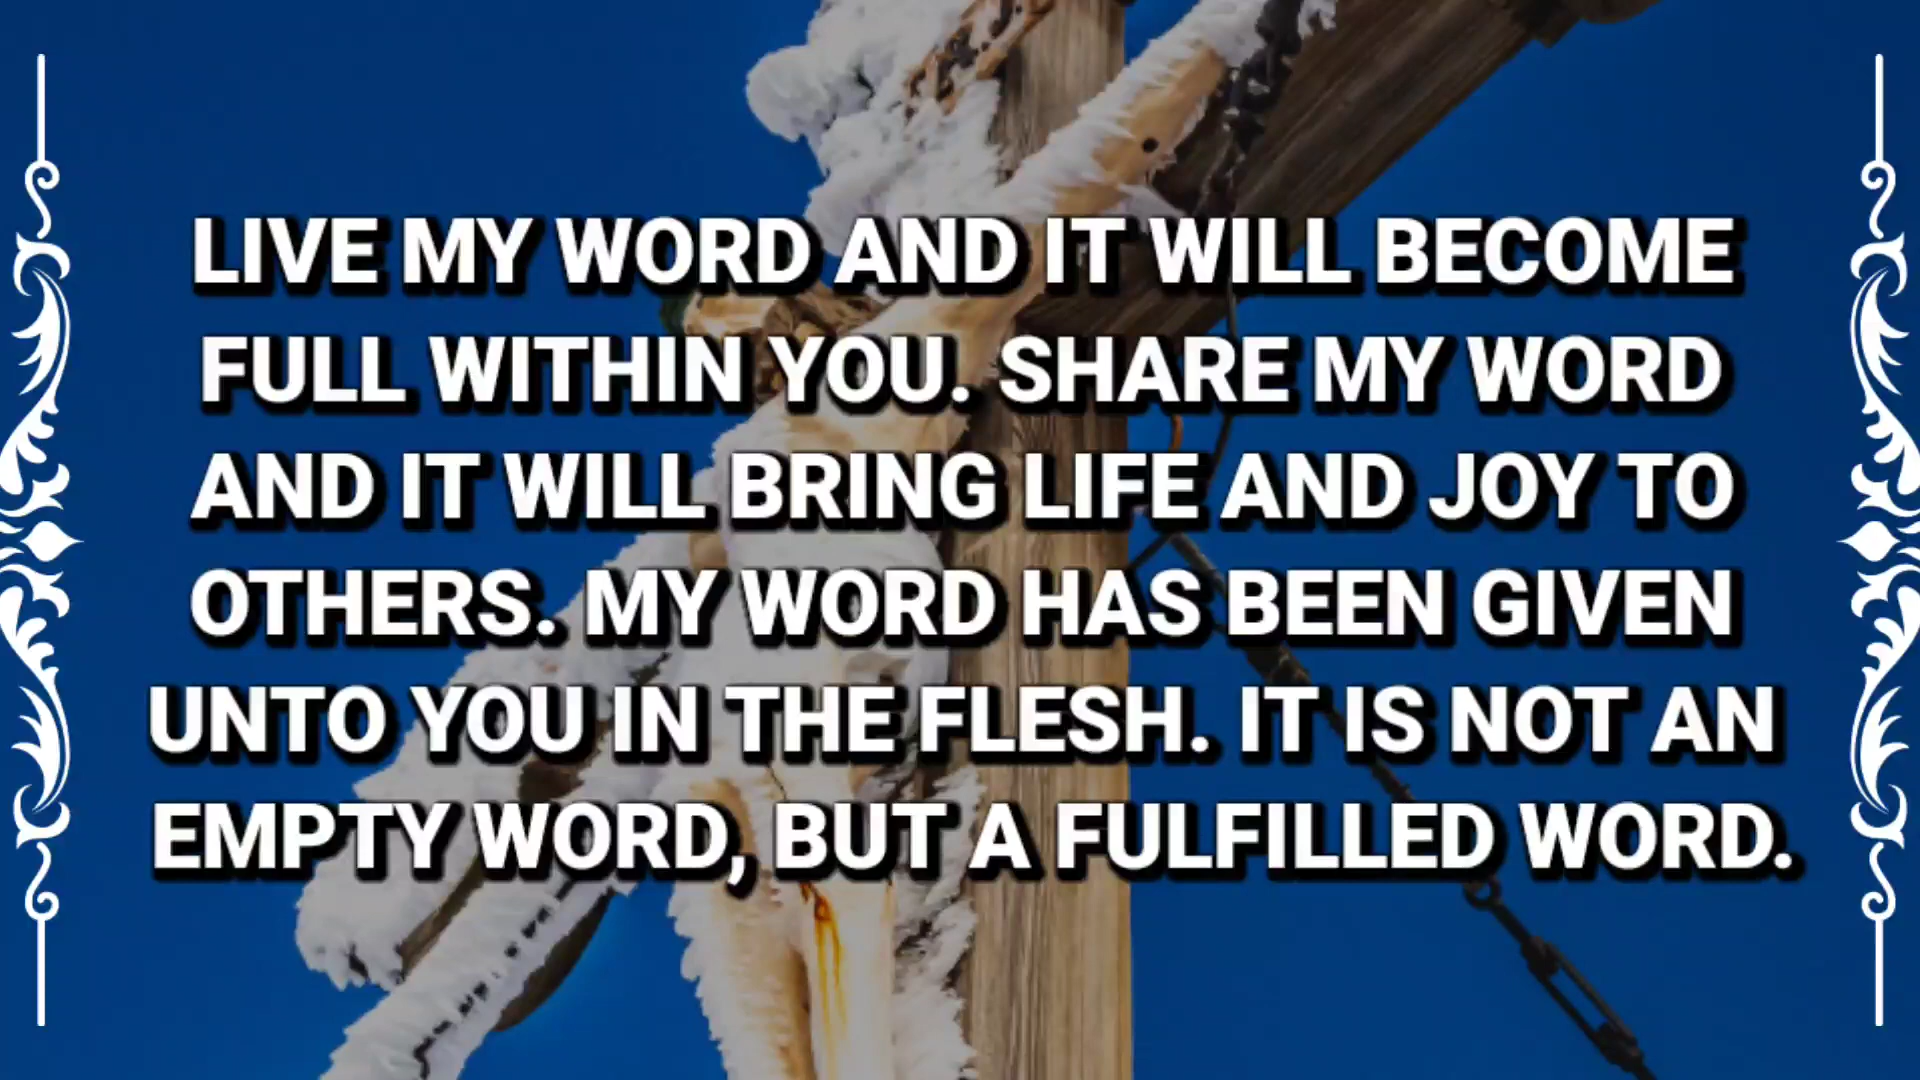 LIVE MY WORD AND IT WILL BECOME
FULL WITHIN YOU. SHARE MY WORD
AND IT WILL BRING LIFE AND JOY TO
OTHERS. MY WORD HAS BEEN GIVEN
UNTO YOU IN THE FLESH. IT IS NOT AN
EMPTY WORD, BUT A FULFILLED WORD.